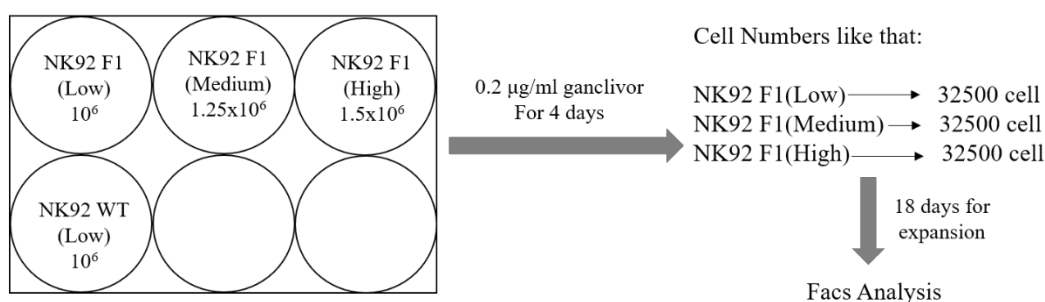 NK92 F1
(Low)
10⁶
NK92 F1
(Medium)
1.25x10⁶
NK92 F1
(High)
1.5x10⁶
NK92 WT
(Low)
10⁶
0.2 µg/ml ganclivor
For 4 days
Cell Numbers like that:
NK92 F1(Low) 32500 cell
NK92 F1(Medium) 32500 cell
NK92 F1(High) 32500 cell
18 days for
expansion
Facs Analysis